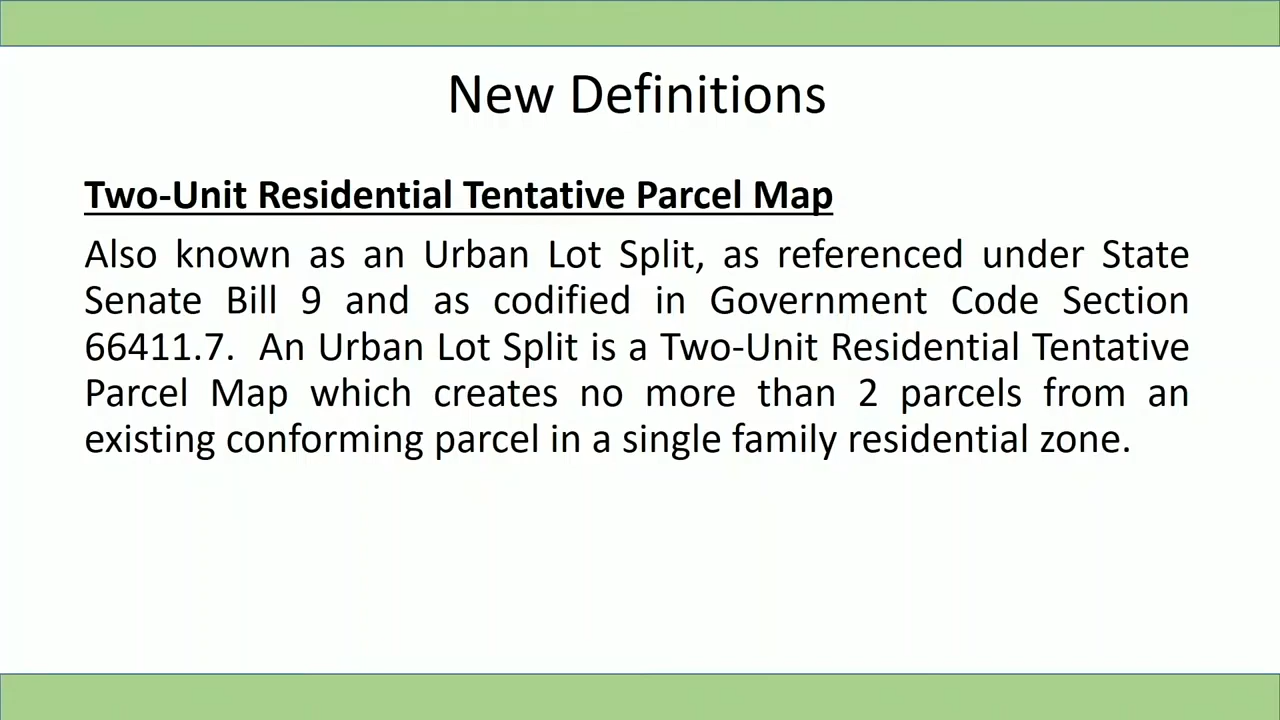 New Definitions
Two-Unit Residential Tentative Parcel Map
Also known as an Urban Lot Split, as referenced under State
Senate Bill 9 and as codified in Government Code Section
66411.7.  An Urban Lot Split is a Two-Unit Residential Tentative
Parcel Map which creates no more than 2 parcels from an
existing conforming parcel in a single family residential zone.